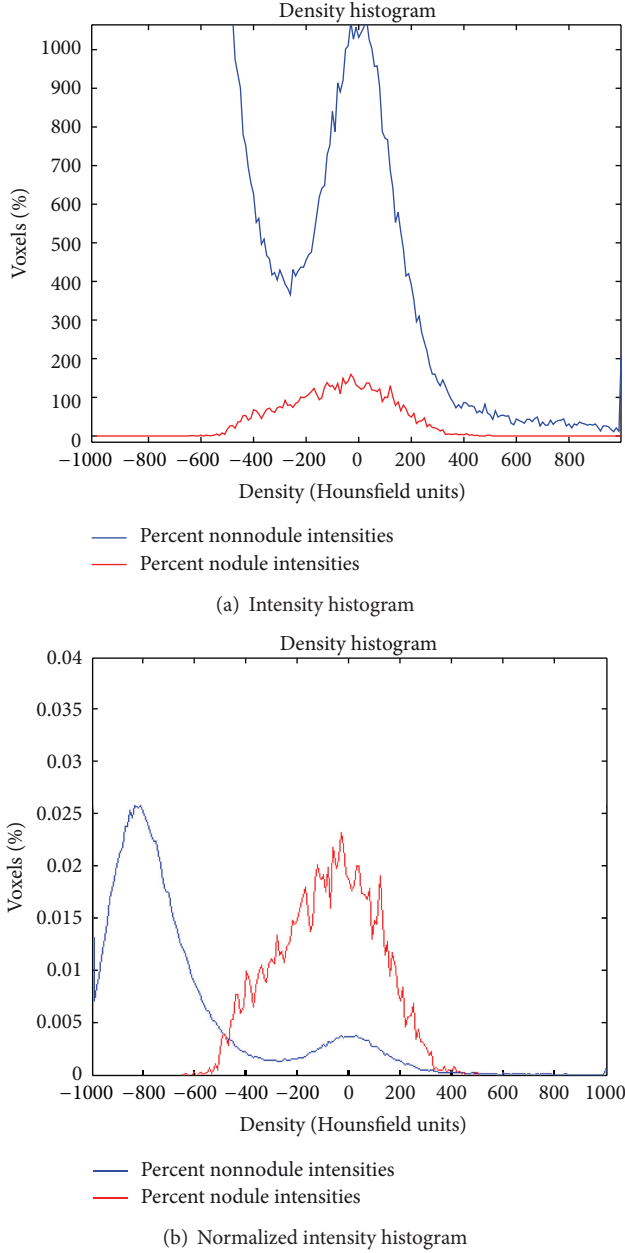 Density histogram
1000
900
800
700
600
500
400
300
200
100
0
Voxels (%)
−1000 −800 −600 −400 −200 0 200 400 600 800
Density (Hounsfield units)
Percent nonnodule intensities
Percent nodule intensities
(a) Intensity histogram
Density histogram
0.04
0.035
0.03
0.025
0.02
0.015
0.01
0.005
0
Voxels (%)
−1000 −800 −600 −400 −200 0 200 400 600 800 1000
Density (Hounsfield units)
Percent nonnodule intensities
Percent nodule intensities
(b) Normalized intensity histogram